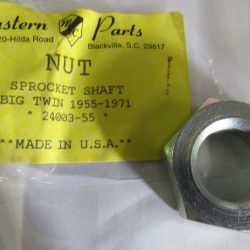 astern Parts
20-Hilda Road
Blackville, S.C. 29817
NUT
SPROCKET SHAFT
BIG TWIN 1955-1971
* 24003-55 *
**MADE IN U.S.A.**